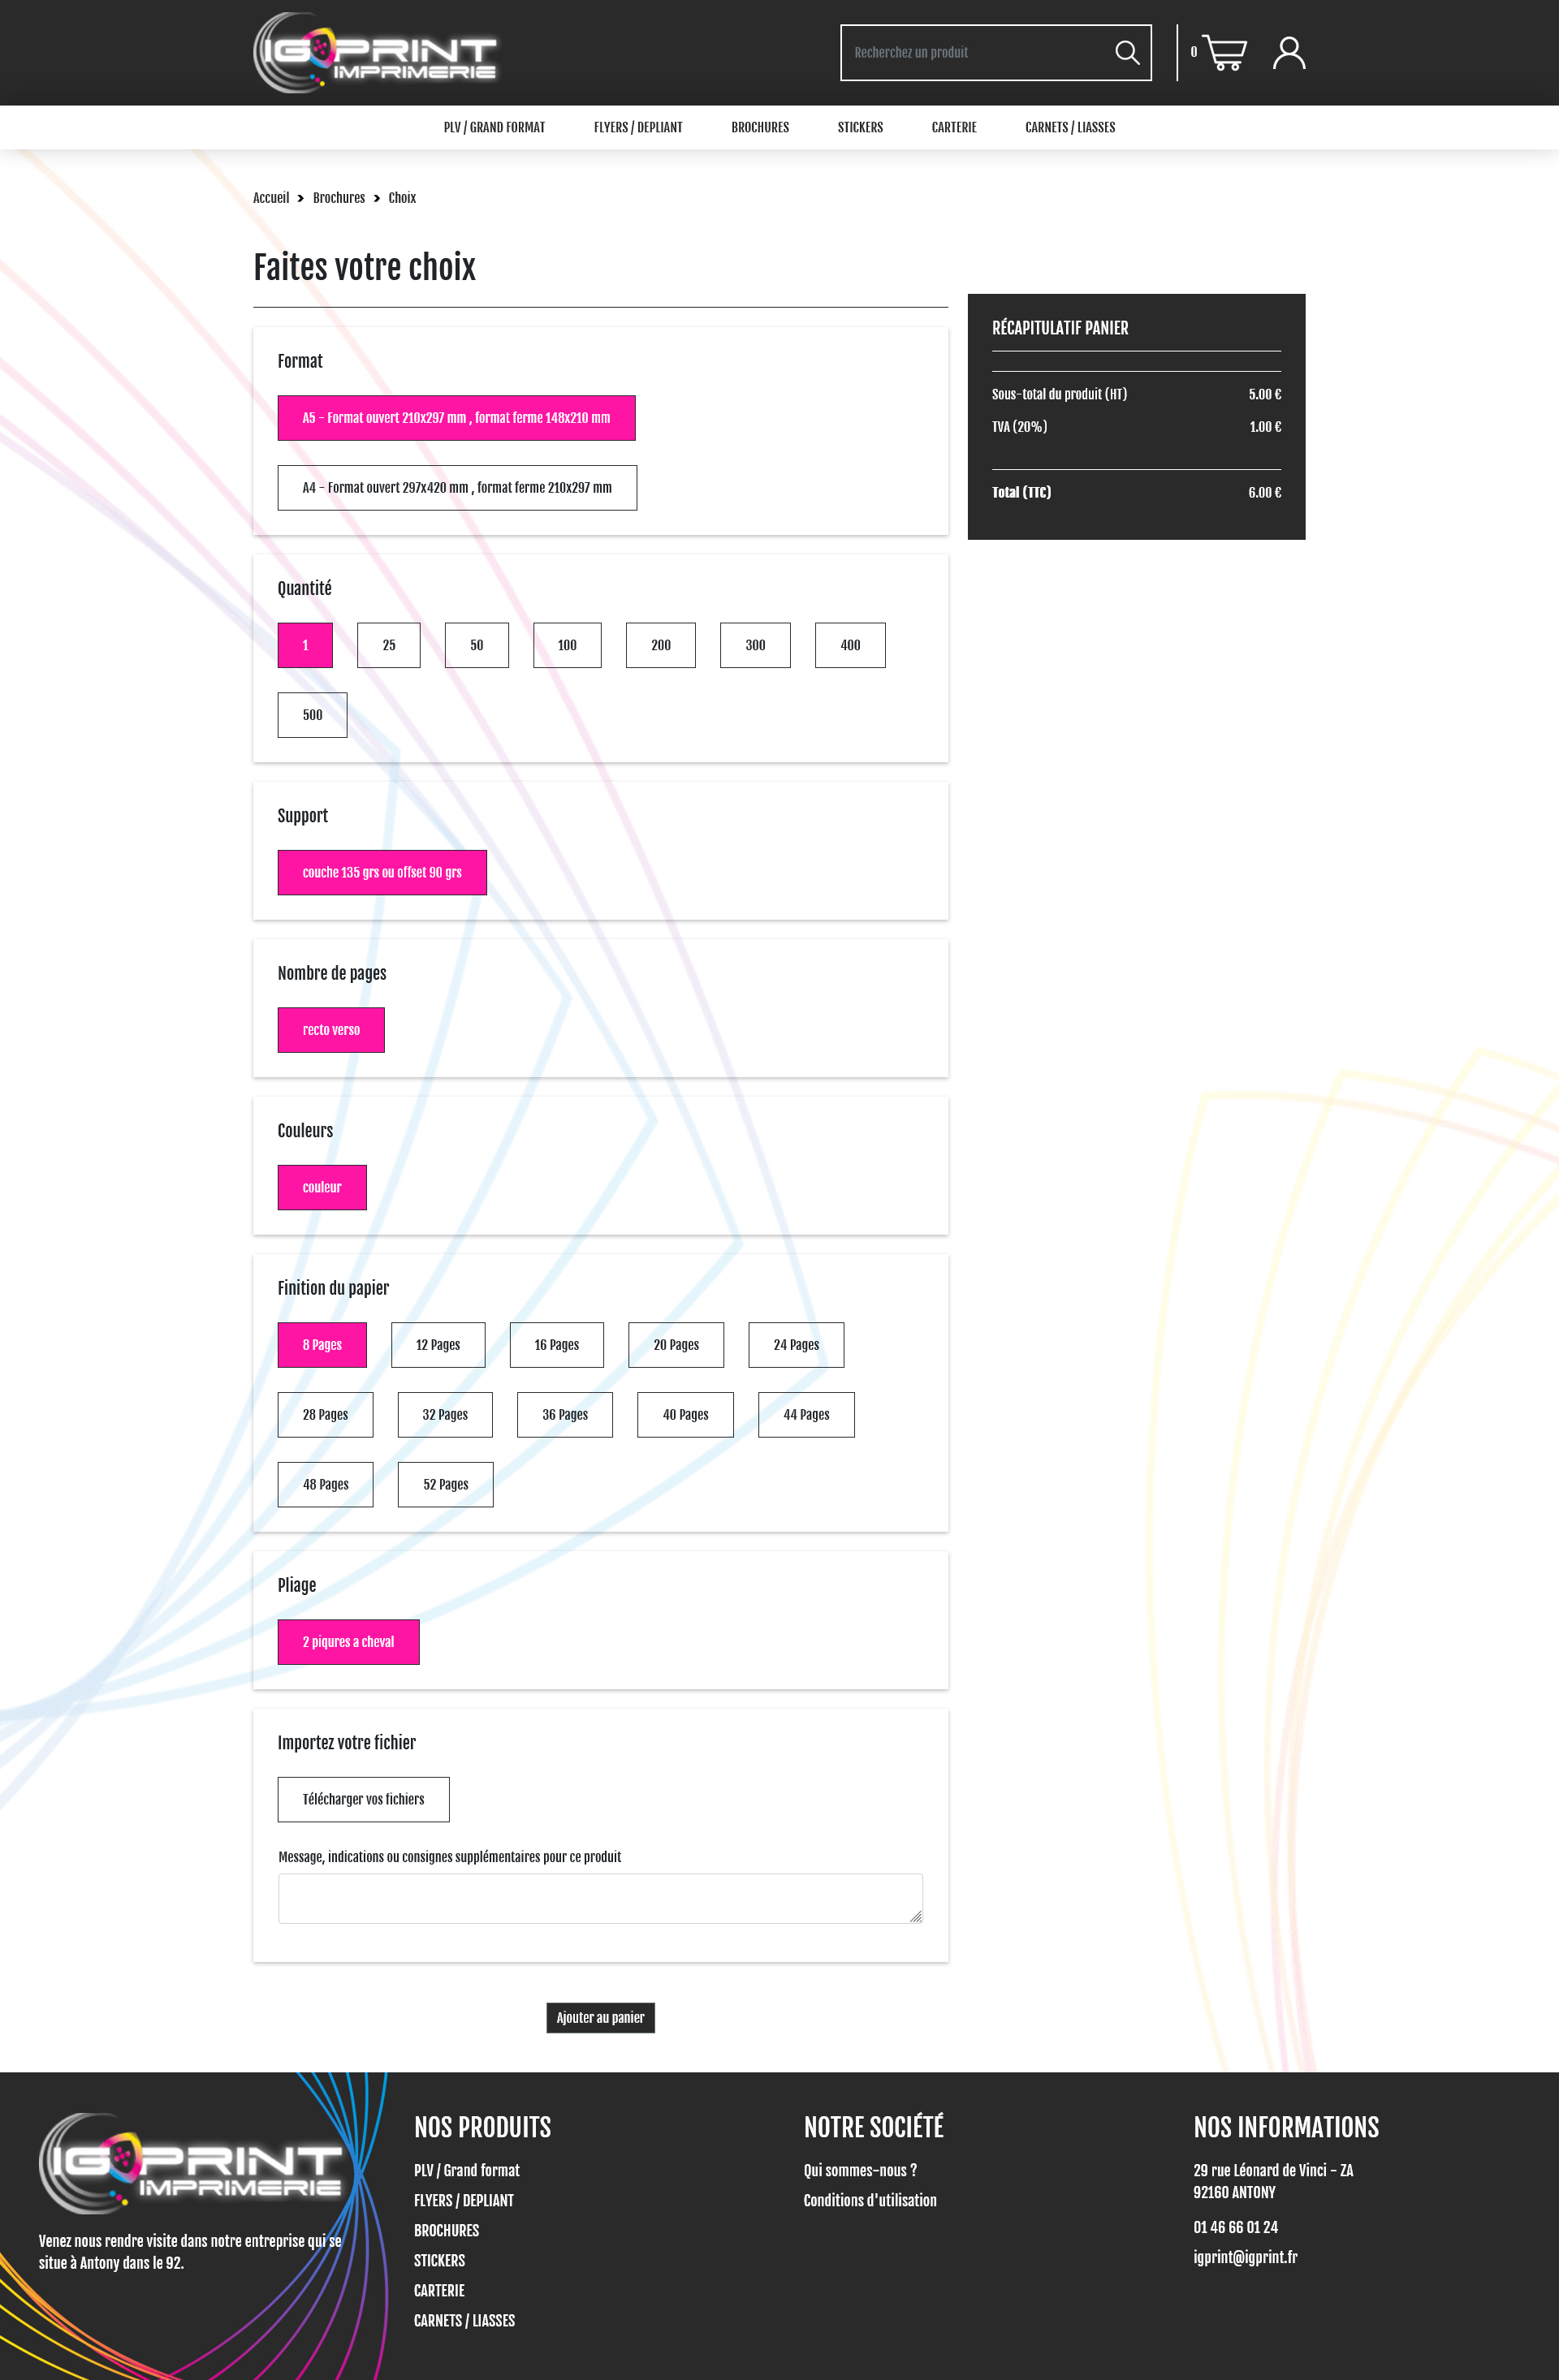 IG PRINT
IMPRIMERIE
Recherchez un produit
0
PLV / GRAND FORMAT
FLYERS / DEPLIANT
BROCHURES
STICKERS
CARTERIE
CARNETS / LIASSES
Accueil > Brochures > Choix
Faites votre choix
Format
A5 - Format ouvert 210x297 mm , format ferme 148x210 mm
A4 - Format ouvert 297x420 mm , format ferme 210x297 mm
Quantité
1 25 50 100 200 300 400
500
Support
couche 135 grs ou offset 90 grs
Nombre de pages
recto verso
Couleurs
couleur
Finition du papier
8 Pages 12 Pages 16 Pages 20 Pages 24 Pages
28 Pages 32 Pages 36 Pages 40 Pages 44 Pages
48 Pages 52 Pages
Pliage
2 piqures a cheval
Importez votre fichier
Télécharger vos fichiers
Message, indications ou consignes supplémentaires pour ce produit
Ajouter au panier
RÉCAPITULATIF PANIER
Sous-total du produit (HT) 5.00 €
TVA (20%) 1.00 €
Total (TTC) 6.00 €
IG PRINT
IMPRIMERIE
Venez nous rendre visite dans notre entreprise qui se
situe à Antony dans le 92.
NOS PRODUITS
PLV / Grand format
FLYERS / DEPLIANT
BROCHURES
STICKERS
CARTERIE
CARNETS / LIASSES
NOTRE SOCIÉTÉ
Qui sommes-nous ?
Conditions d'utilisation
NOS INFORMATIONS
29 rue Léonard de Vinci - ZA
92160 ANTONY
01 46 66 01 24
igprint@igprint.fr